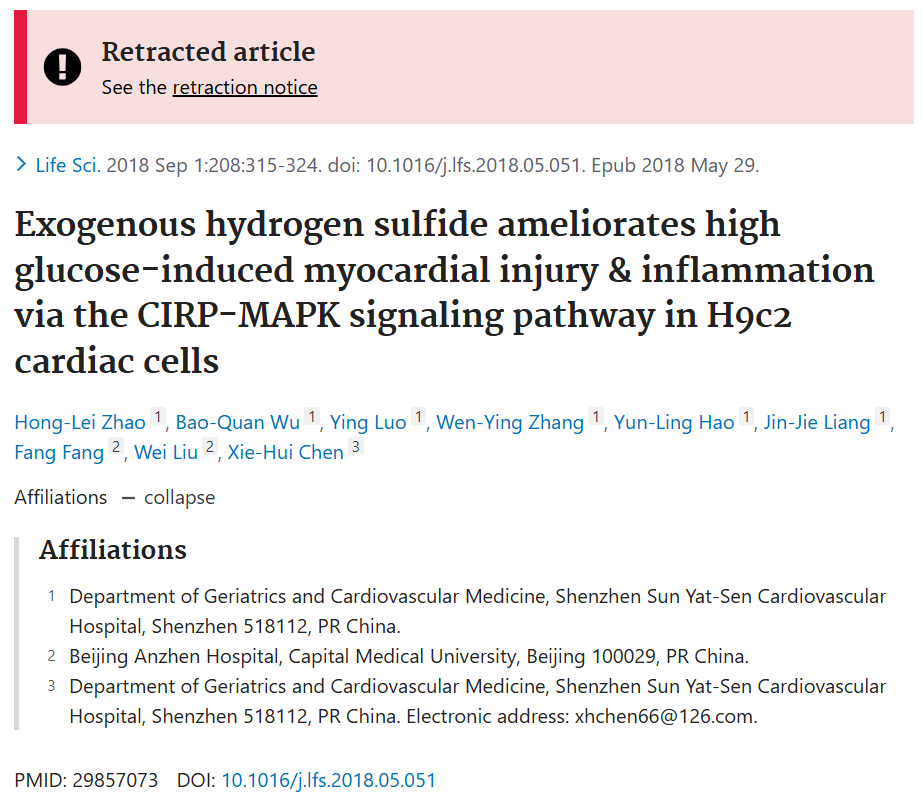 Retracted article
See the retraction notice
Life Sci. 2018 Sep 1:208:315-324. doi: 10.1016/j.lfs.2018.05.051. Epub 2018 May 29.
Exogenous hydrogen sulfide ameliorates high
glucose-induced myocardial injury & inflammation
via the CIRP-MAPK signaling pathway in H9c2
cardiac cells
Hong-Lei Zhao 1, Bao-Quan Wu 1, Ying Luo 1, Wen-Ying Zhang 1, Yun-Ling Hao 1, Jin-Jie Liang 1,
Fang Fang 2, Wei Liu 2, Xie-Hui Chen 3
Affiliations — collapse
Affiliations
1 Department of Geriatrics and Cardiovascular Medicine, Shenzhen Sun Yat-Sen Cardiovascular
Hospital, Shenzhen 518112, PR China.
2 Beijing Anzhen Hospital, Capital Medical University, Beijing 100029, PR China.
3 Department of Geriatrics and Cardiovascular Medicine, Shenzhen Sun Yat-Sen Cardiovascular
Hospital, Shenzhen 518112, PR China. Electronic address: xhchen66@126.com.
PMID: 29857073 DOI: 10.1016/j.lfs.2018.05.051